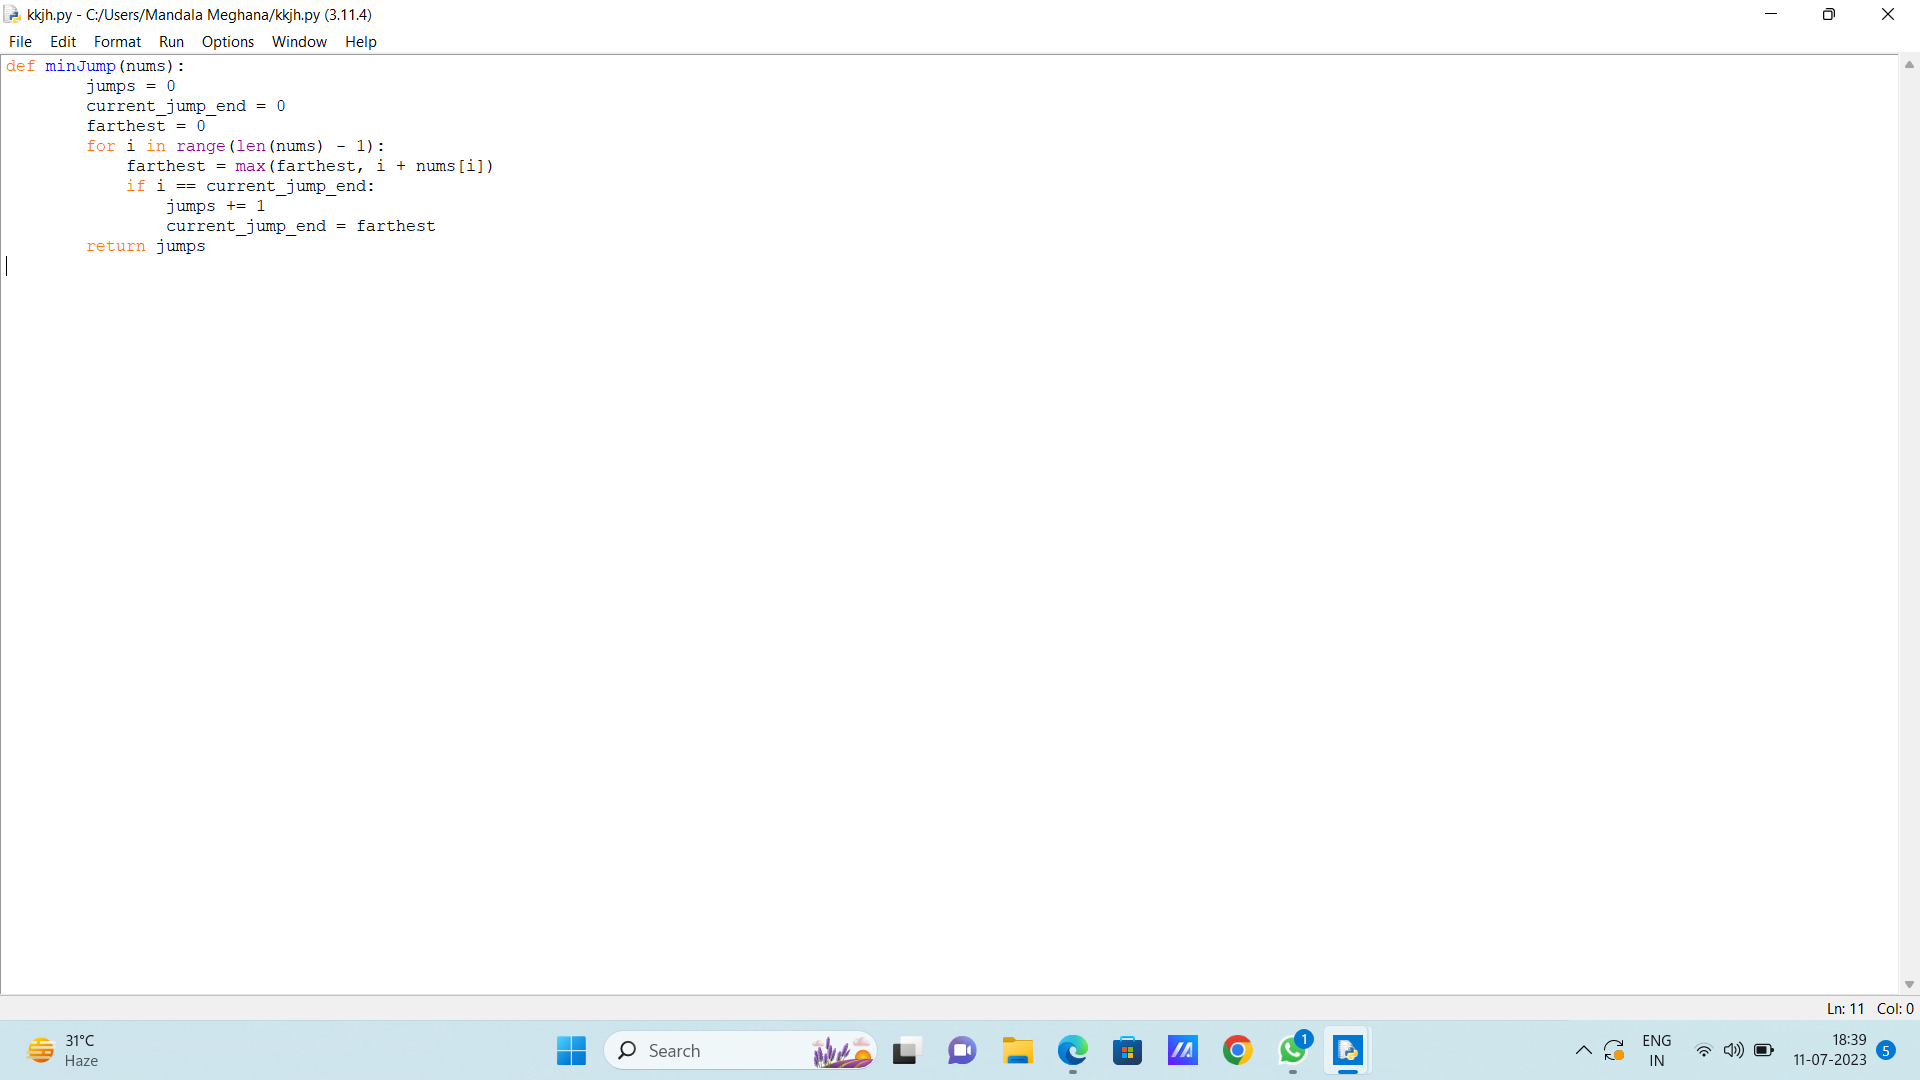 kkjh.py - C:/Users/Mandala Meghana/kkjh.py (3.11.4)
File Edit Format Run Options Window Help
def minJump(nums):
        jumps = 0
        current_jump_end = 0
        farthest = 0
        for i in range(len(nums) - 1):
            farthest = max(farthest, i + nums[i])
            if i == current_jump_end:
                jumps += 1
                current_jump_end = farthest
        return jumps
Ln: 11 Col: 0
31°C
Haze
Search
1
ENG
IN
18:39
11-07-2023
5